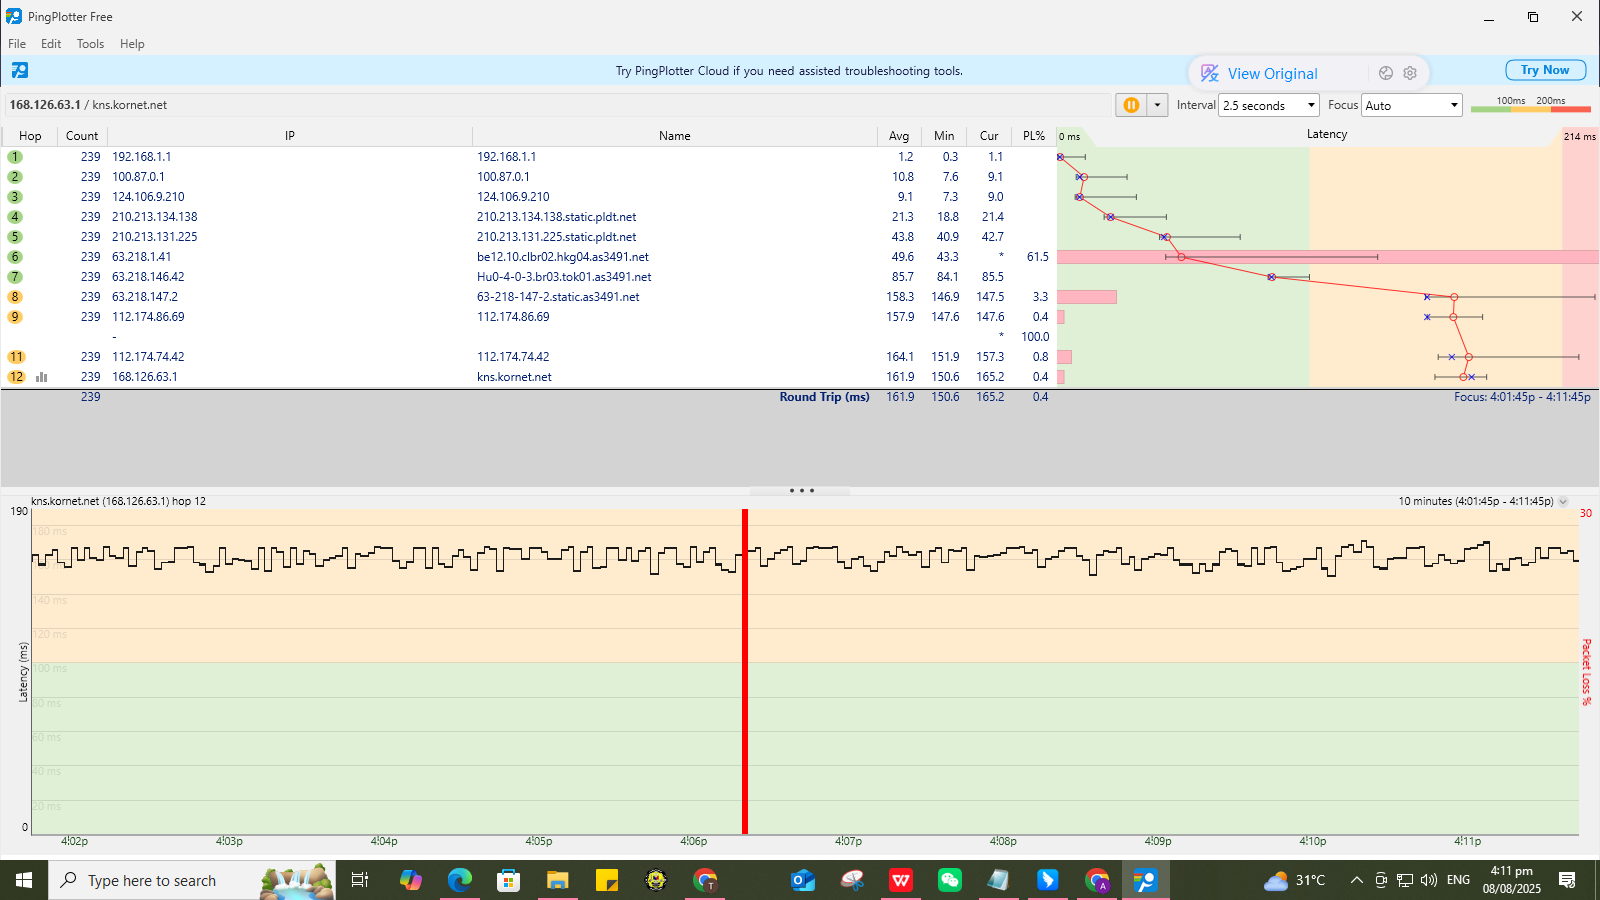 PingPlotter Free
File Edit Tools Help
Try PingPlotter Cloud if you need assisted troubleshooting tools.
View Original
Try Now
168.126.63.1 / kns.kornet.net
Interval 2.5 seconds Focus Auto 100ms 200ms
Hop Count IP Name Avg Min Cur PL% 0 ms Latency 214 ms
1 239 192.168.1.1 192.168.1.1 1.2 0.3 1.1
2 239 100.87.0.1 100.87.0.1 10.8 7.6 9.1
3 239 124.106.9.210 124.106.9.210 9.1 7.3 9.0
4 239 210.213.134.138 210.213.134.138.static.pldt.net 21.3 18.8 21.4
5 239 210.213.131.225 210.213.131.225.static.pldt.net 43.8 40.9 42.7
6 239 63.218.1.41 be12.10.clbr02.hkg04.as3491.net 49.6 43.3 * 61.5
7 239 63.218.146.42 Hu0-4-0-3.br03.tok01.as3491.net 85.7 84.1 85.5
8 239 63.218.147.2 63-218-147-2.static.as3491.net 158.3 146.9 147.5 3.3
9 239 112.174.86.69 112.174.86.69 157.9 147.6 147.6 0.4
- * 100.0
11 239 112.174.74.42 112.174.74.42 164.1 151.9 157.3 0.8
12 239 168.126.63.1 kns.kornet.net 161.9 150.6 165.2 0.4
239 Round Trip (ms) 161.9 150.6 165.2 0.4 Focus: 4:01:45p - 4:11:45p
kns.kornet.net (168.126.63.1) hop 12 10 minutes (4:01:45p - 4:11:45p)
190 30
180 ms
140 ms
120 ms
100 ms
80 ms
60 ms
40 ms
20 ms
0
Latency (ms)
Packet Loss %
4:02p 4:03p 4:04p 4:05p 4:06p 4:07p 4:08p 4:09p 4:10p 4:11p
Type here to search
31°C
ENG
4:11 pm
08/08/2025